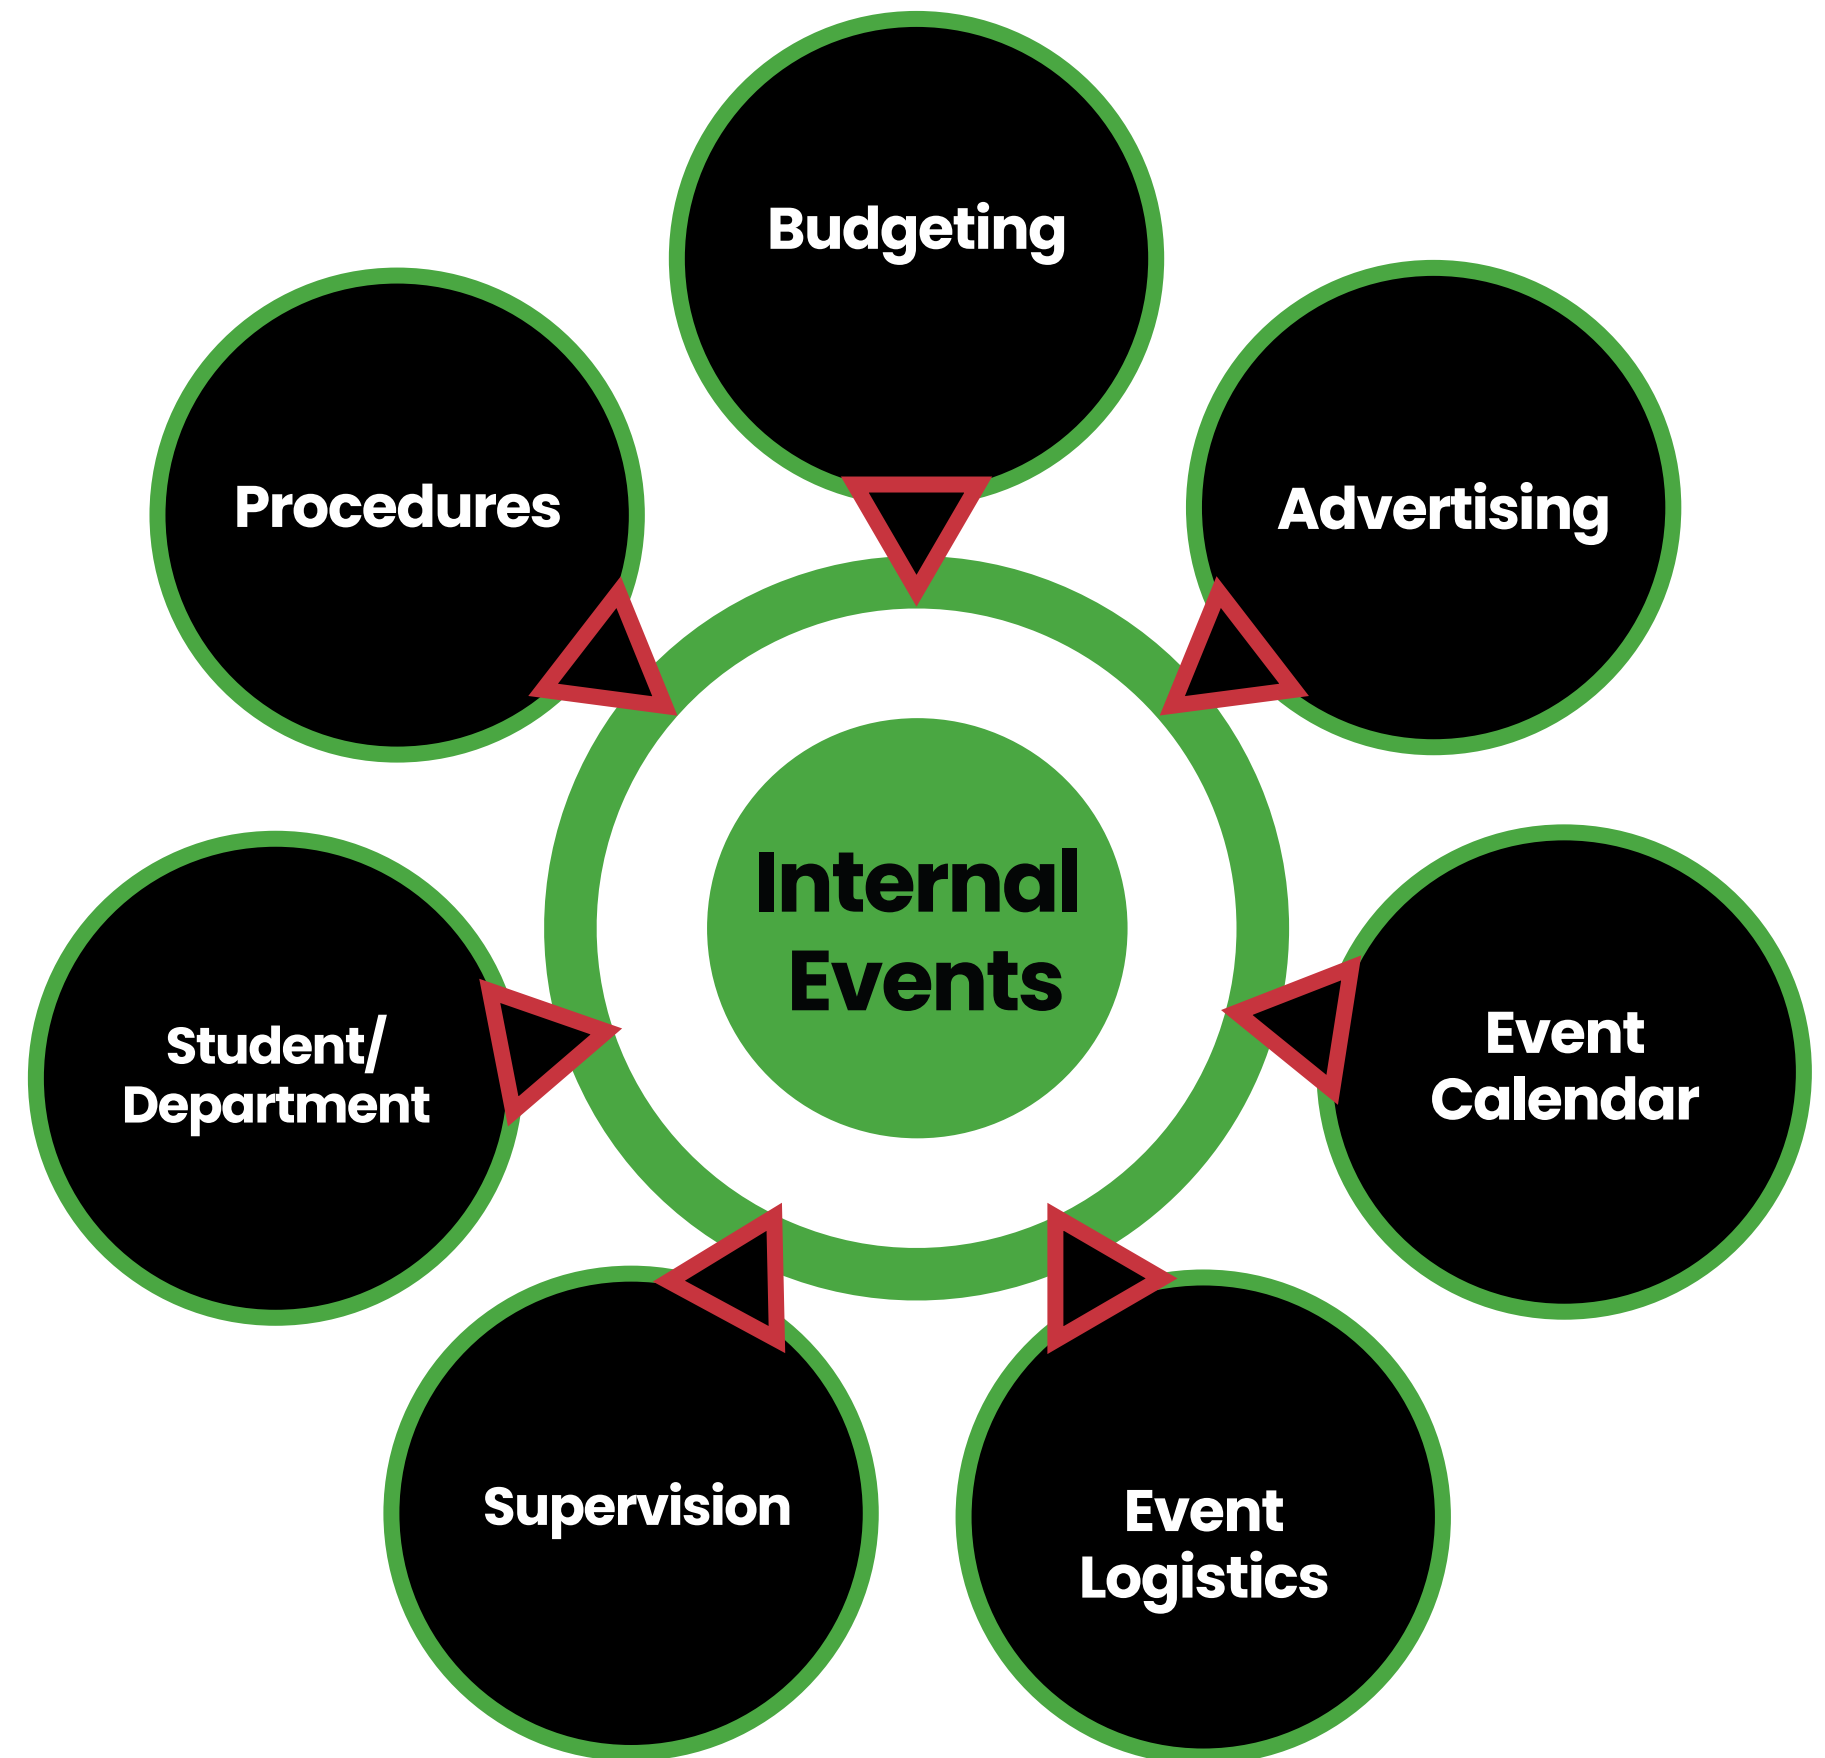 Budgeting
Procedures
Advertising
Internal
Events
Student/
Department
Event
Calendar
Supervision
Event
Logistics